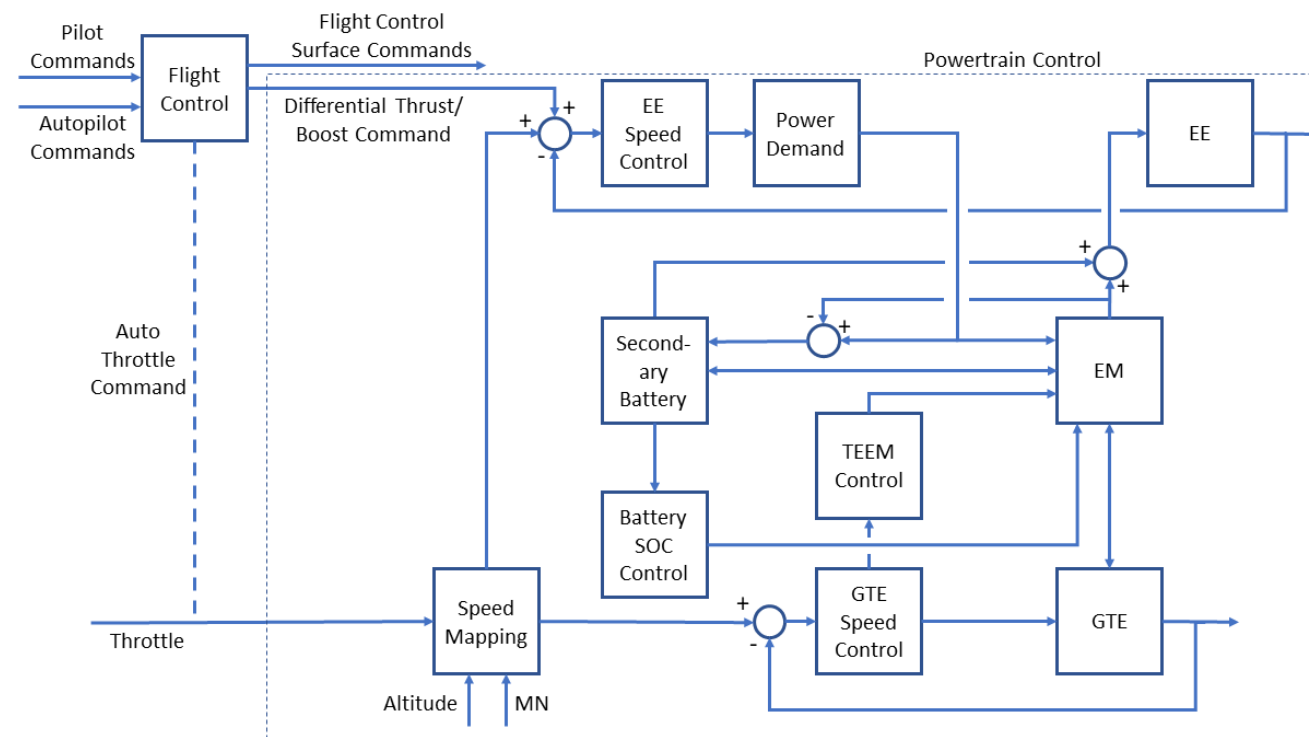 Pilot
Commands
Flight
Control
Autopilot
Commands
Flight Control
Surface Commands
Differential Thrust/
Boost Command
Powertrain Control
+
+
-
EE
Speed
Control
Power
Demand
EE
+
+
-
+
Second-
ary
Battery
EM
Auto
Throttle
Command
TEEM
Control
Battery
SOC
Control
Throttle
Speed
Mapping
+
-
GTE
Speed
Control
GTE
Altitude
MN